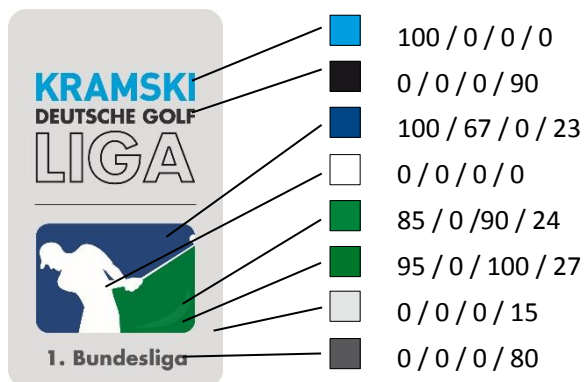 KRAMSKI
DEUTSCHE GOLF
LIGA
1. Bundesliga
100 / 0 / 0 / 0
0 / 0 / 0 / 90
100 / 67 / 0 / 23
0 / 0 / 0 / 0
85 / 0 /90 / 24
95 / 0 / 100 / 27
0 / 0 / 0 / 15
0 / 0 / 0 / 80